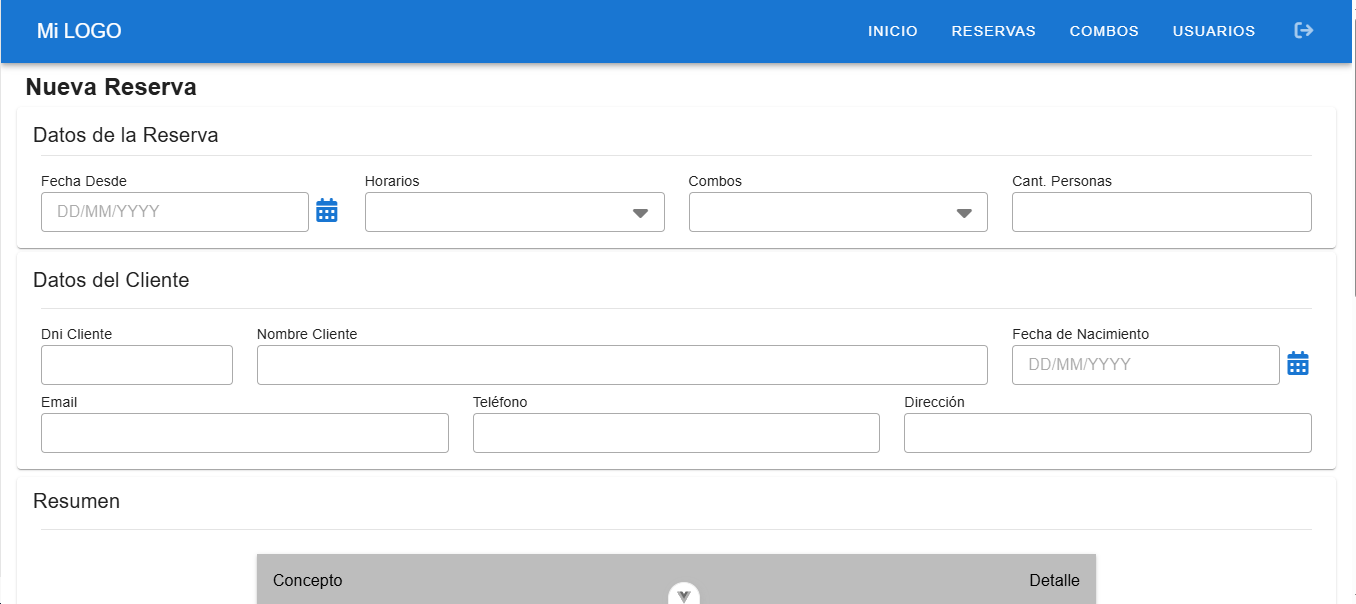 Mi LOGO INICIO RESERVAS COMBOS USUARIOS
Nueva Reserva
Datos de la Reserva
Fecha Desde Horarios Combos Cant. Personas
DD/MM/YYYY
Datos del Cliente
Dni Cliente Nombre Cliente Fecha de Nacimiento
DD/MM/YYYY
Email Teléfono Dirección
Resumen
Concepto Detalle